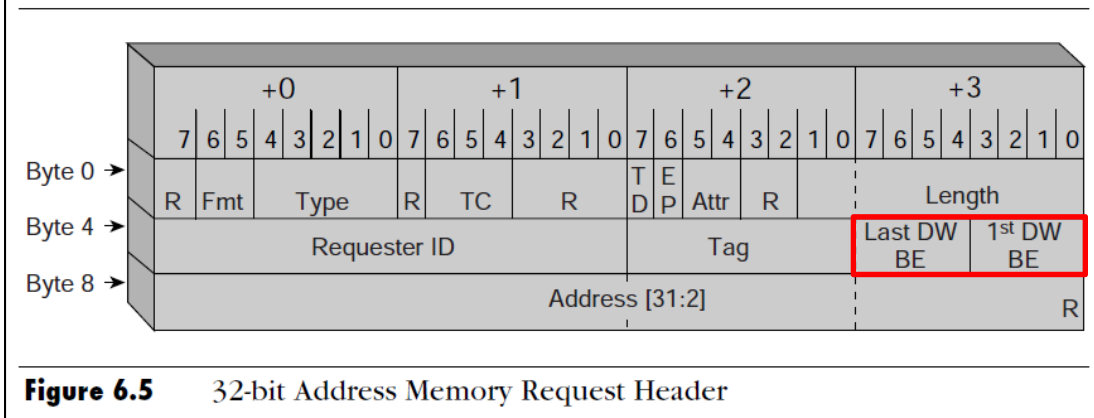 +0 +1 +2 +3
7 6 5 4 3 2 1 0 7 6 5 4 3 2 1 0 7 6 5 4 3 2 1 0 7 6 5 4 3 2 1 0
Byte 0 → R Fmt Type R TC R TD EP Attr R Length
Byte 4 → Requester ID Tag Last DW BE 1st DW BE
Byte 8 → Address [31:2] R
Figure 6.5 32-bit Address Memory Request Header